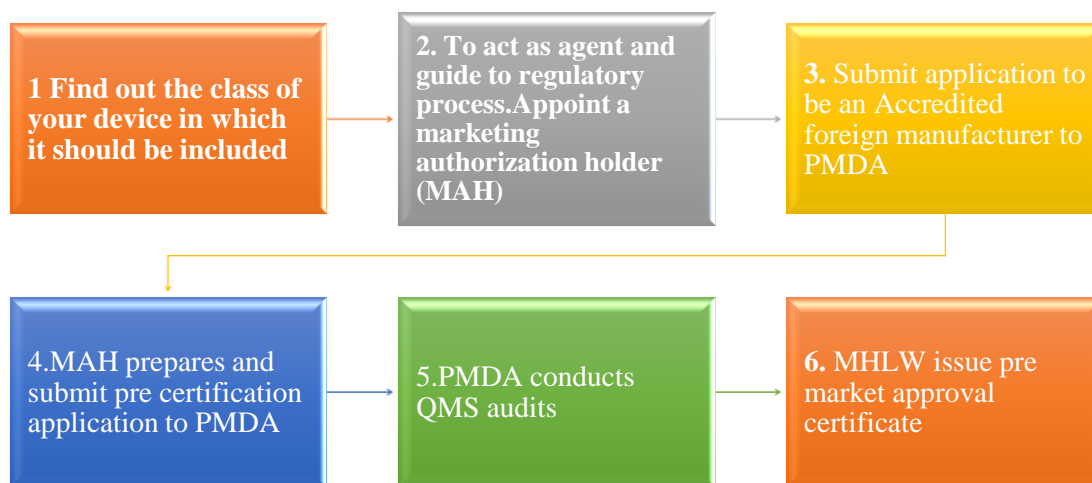 1 Find out the class of
your device in which
it should be included
2. To act as agent and
guide to regulatory
process.Appoint a
marketing
authorization holder
(MAH)
3. Submit application to
be an Accredited
foreign manufacturer to
PMDA
4.MAH prepares and
submit pre certification
application to PMDA
5.PMDA conducts
QMS audits
6. MHLW issue pre
market approval
certificate